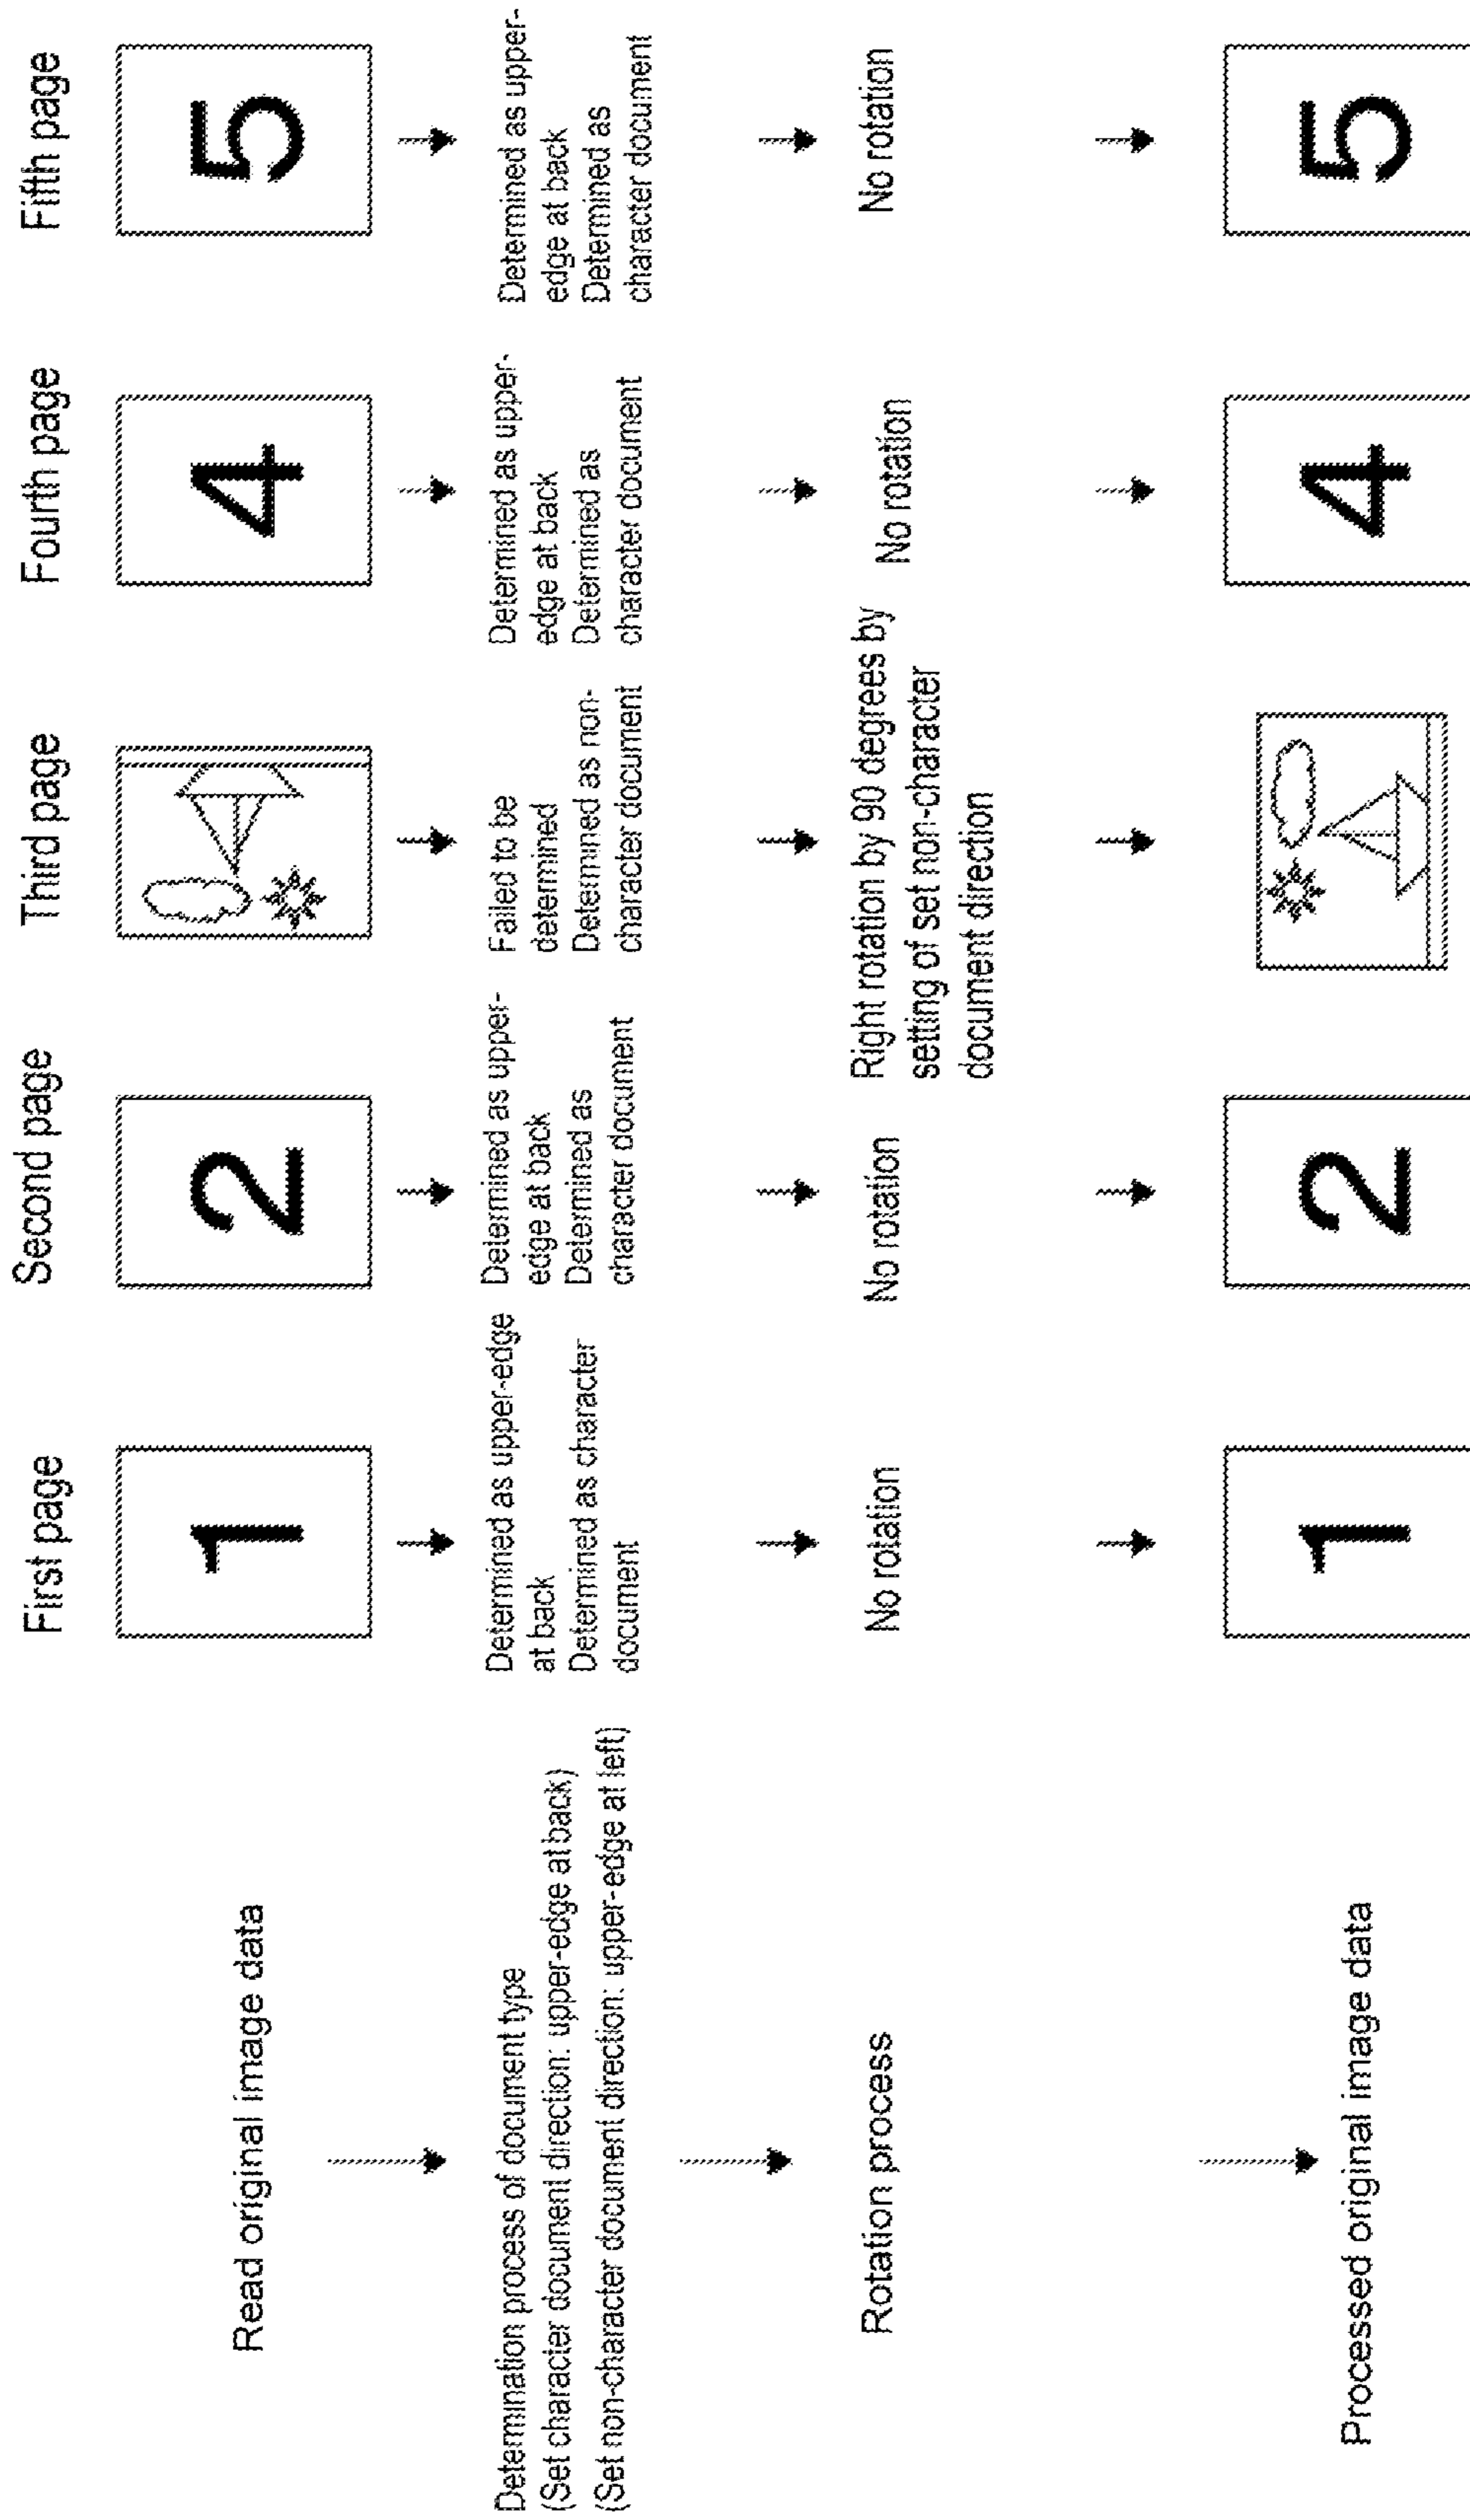 First page
Second page
Third page
Fourth page
Fifth page
Read original image data
1
2
4
5
Determination process of document type
(Set character document direction: upper-edge at back)
(Set non-character document direction: upper-edge at left)
Determined as upper-edge
at back
Determined as character
document
Determined as upper-
edge at back
Determined as
character document
Failed to be
determined
Determined as non-
character document
Determined as upper-
edge at back
Determined as
character document
Determined as upper-
edge at back
Determined as
character document
Rotation process
No rotation
No rotation
Right rotation by 90 degrees by
setting of set non-character
document direction
No rotation
No rotation
Processed original image data
1
2
4
5